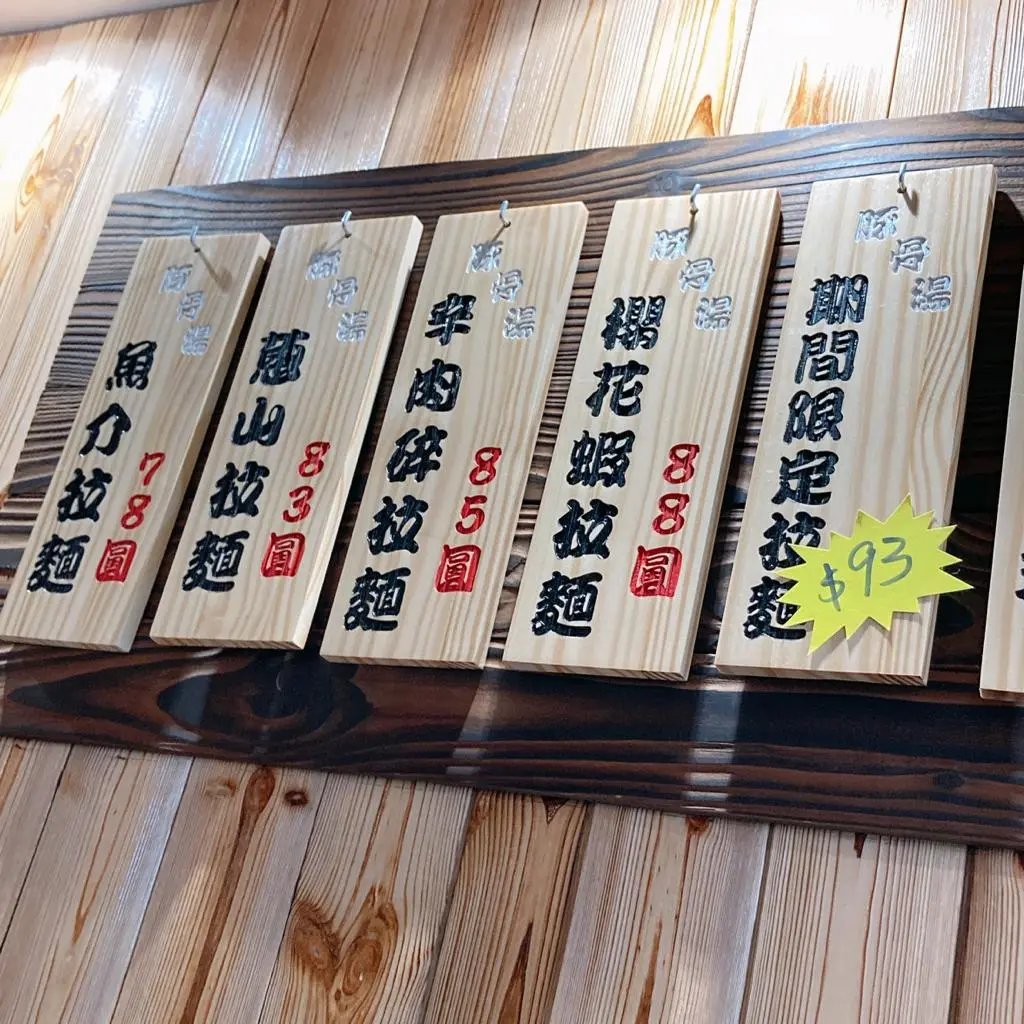 豚骨湯
魚介拉麵
78圓
豚骨湯
葱山拉麵
83圓
豚骨湯
辛肉碎拉麵
85圓
豚骨湯
櫻花蝦拉麵
88圓
豚骨湯
期間限定拉麵
$93